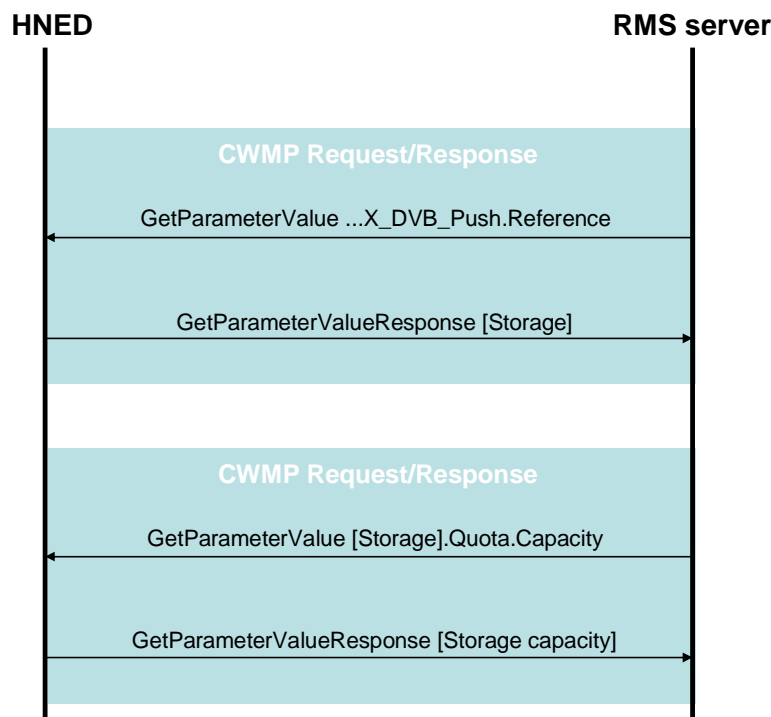 HNED
RMS server
CWMP Request/Response
GetParameterValue ...X_DVB_Push.Reference
GetParameterValueResponse [Storage]
CWMP Request/Response
GetParameterValue [Storage].Quota.Capacity
GetParameterValueResponse [Storage capacity]